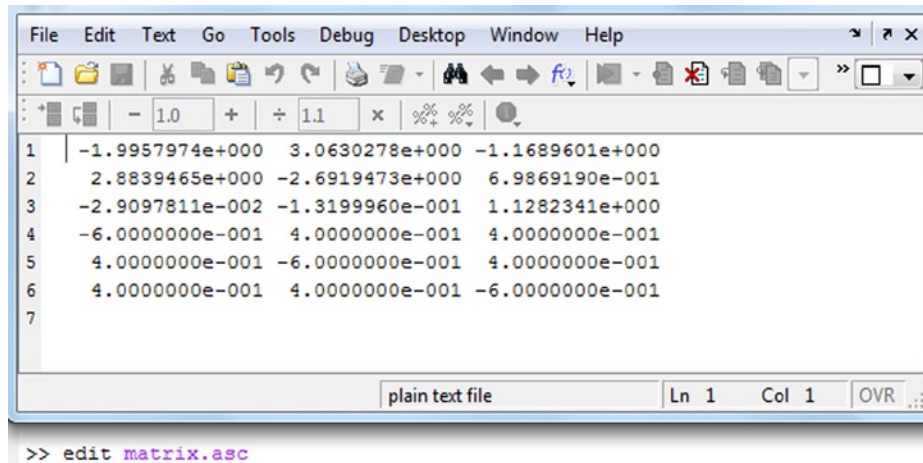 File Edit Text Go Tools Debug Desktop Window Help
- 1.0 + ÷ 1.1 ×
1 -1.9957974e+000 3.0630278e+000 -1.1689601e+000
2 2.8839465e+000 -2.6919473e+000 6.9869190e-001
3 -2.9097811e-002 -1.3199960e-001 1.1282341e+000
4 -6.0000000e-001 4.0000000e-001 4.0000000e-001
5 4.0000000e-001 -6.0000000e-001 4.0000000e-001
6 4.0000000e-001 4.0000000e-001 -6.0000000e-001
7
plain text file Ln 1 Col 1 OVR
>> edit matrix.asc